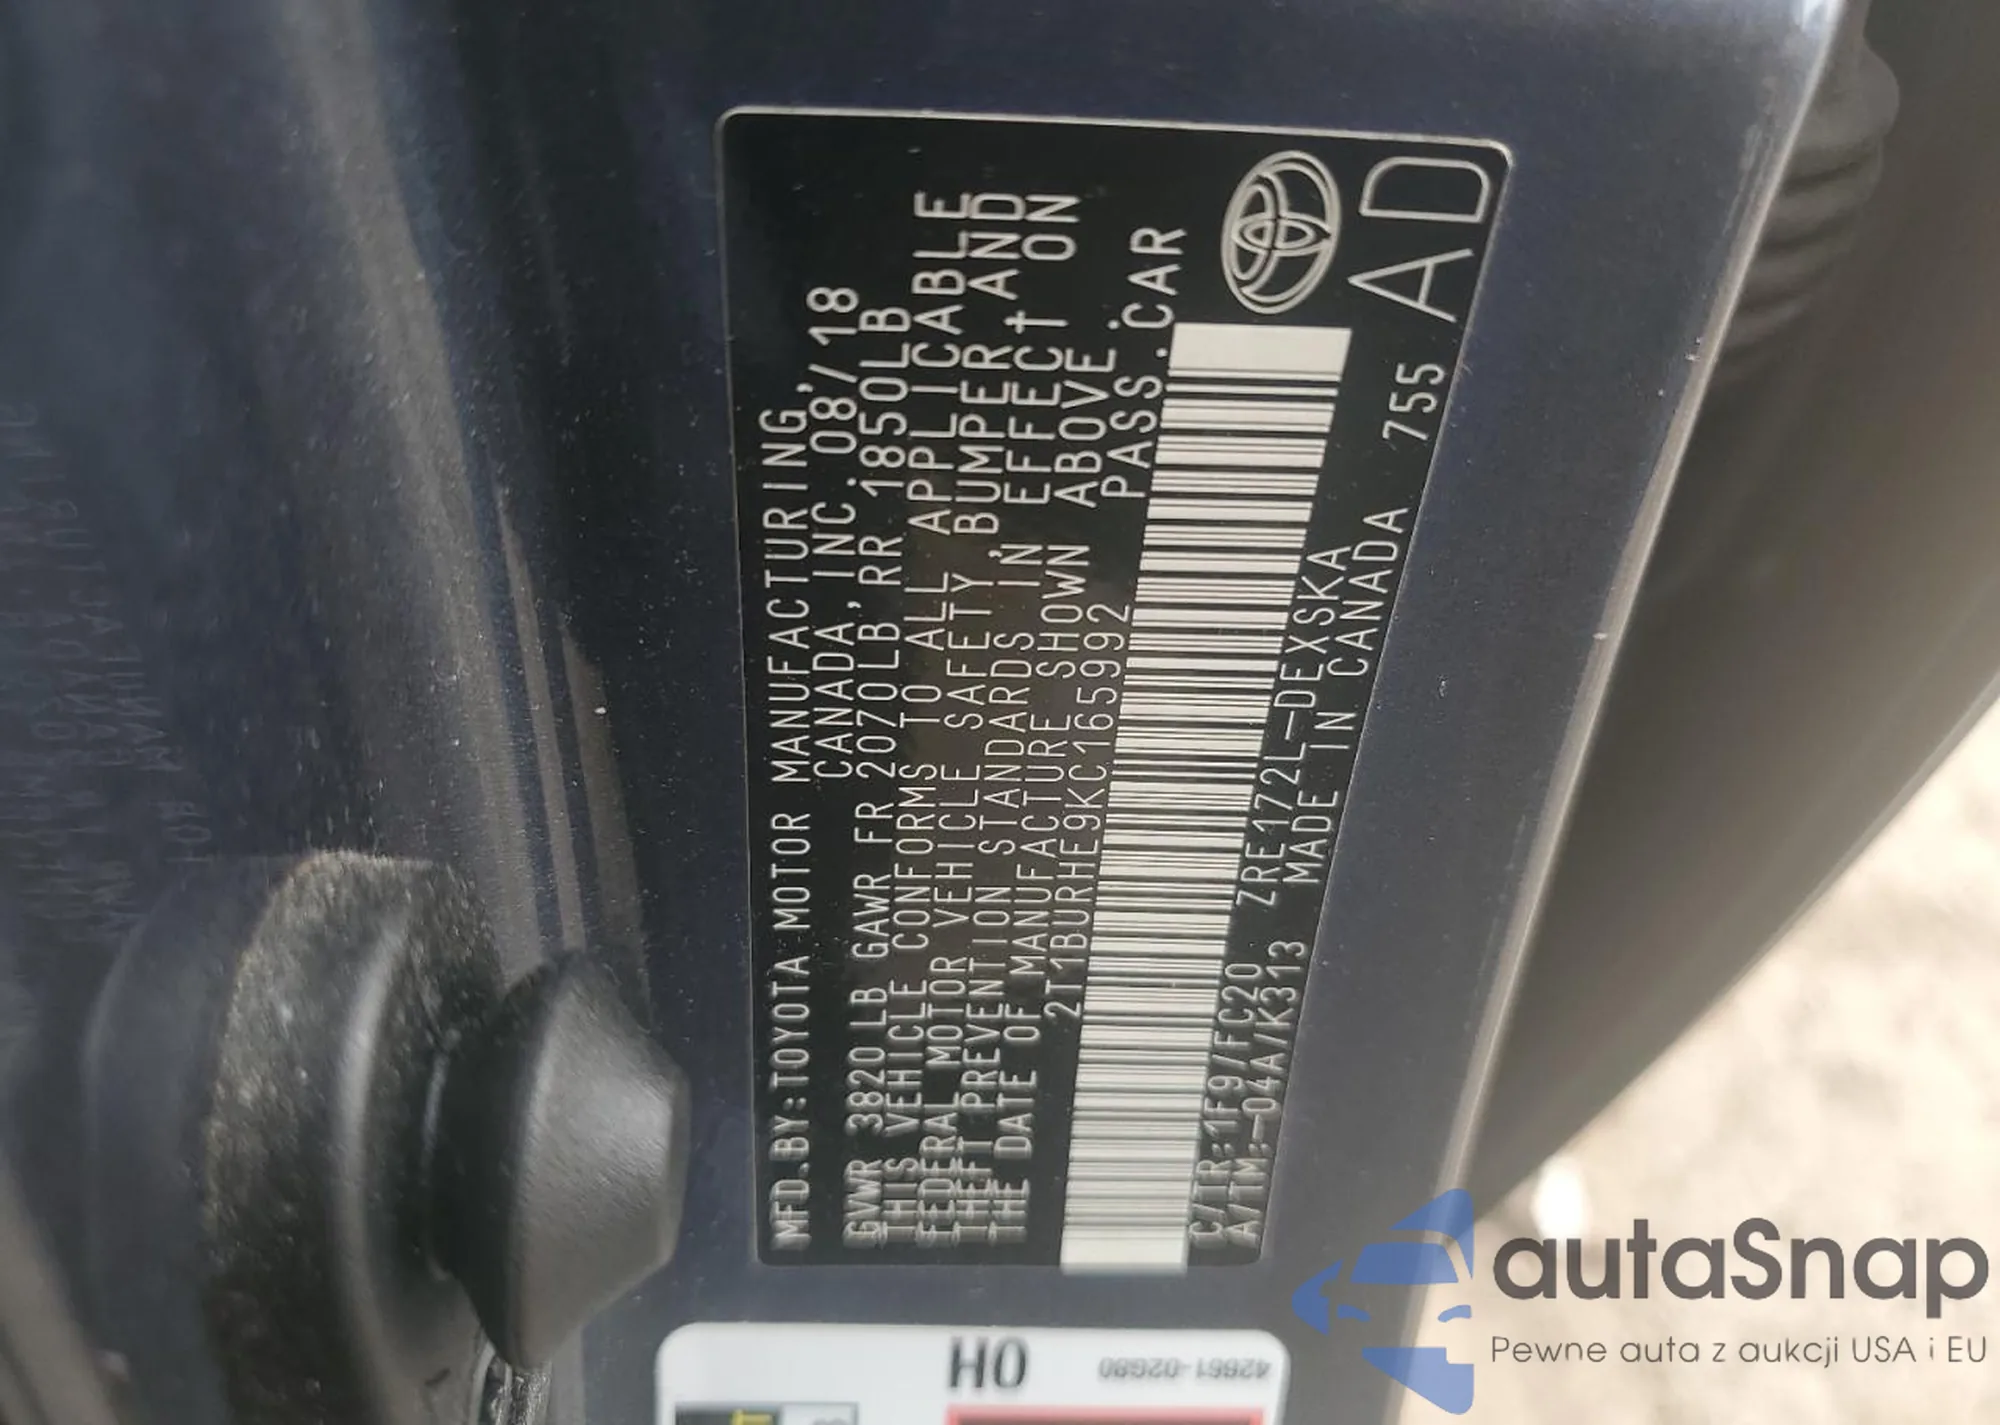 MFD.BY:TOYOTA MOTOR MANUFACTURING,
CANADA,INC. 08/18
GVWR 3820LB GAWR FR 2070LB,RR 1850LB
THIS VEHICLE CONFORMS TO ALL APPLICABLE
FEDERAL MOTOR VEHICLE SAFETY,BUMPER AND
THEFT PREVENTION STANDARDS IN EFFECT ON
THE DATE OF MANUFACTURE SHOWN ABOVE.
2T1BURHE9KC165992 PASS.CAR
C/TR:1F9/FC20 ZRE172L-DEXSKA
A/TM:-04A/K313 MADE IN CANADA 755
AD
HO
42661-02G80
autaSnap
Pewne auta z aukcji USA i EU